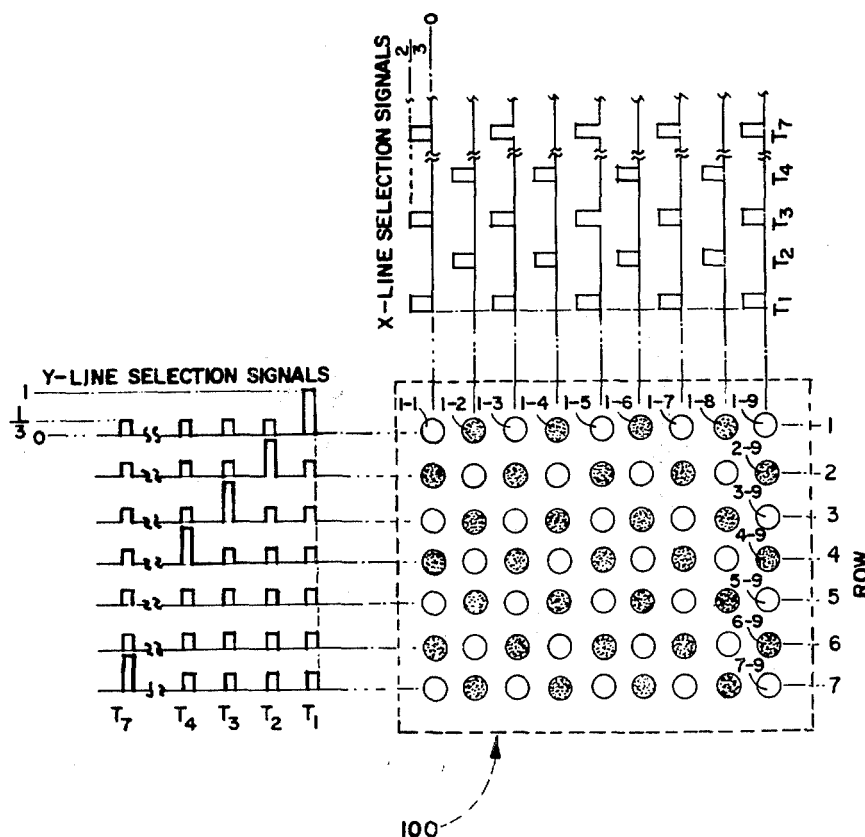 0
2/3
X-LINE SELECTION SIGNALS
T7
T4
T3
T2
T1
Y-LINE SELECTION SIGNALS
1
1/3
0
1-1 1-2 1-3 1-4 1-5 1-6 1-7 1-8 1-9
1
2-9
2
3-9
3
4-9
4
ROW
5-9
5
6-9
6
7-9
7
T7 T4 T3 T2 T1
100